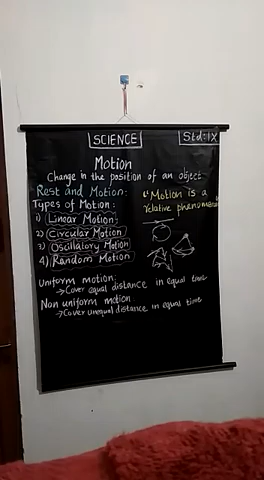 SCIENCE
Std: IX
Motion
Change in the position of an object
Rest and Motion:
Types of Motion:
1) Linear Motion
2) Circular Motion
3) Oscillatory Motion
4) Random Motion
"Motion is a
relative phenomenon
Uniform motion:
→ Cover equal distance in equal time
Non uniform motion
→ Cover unequal distance in equal time